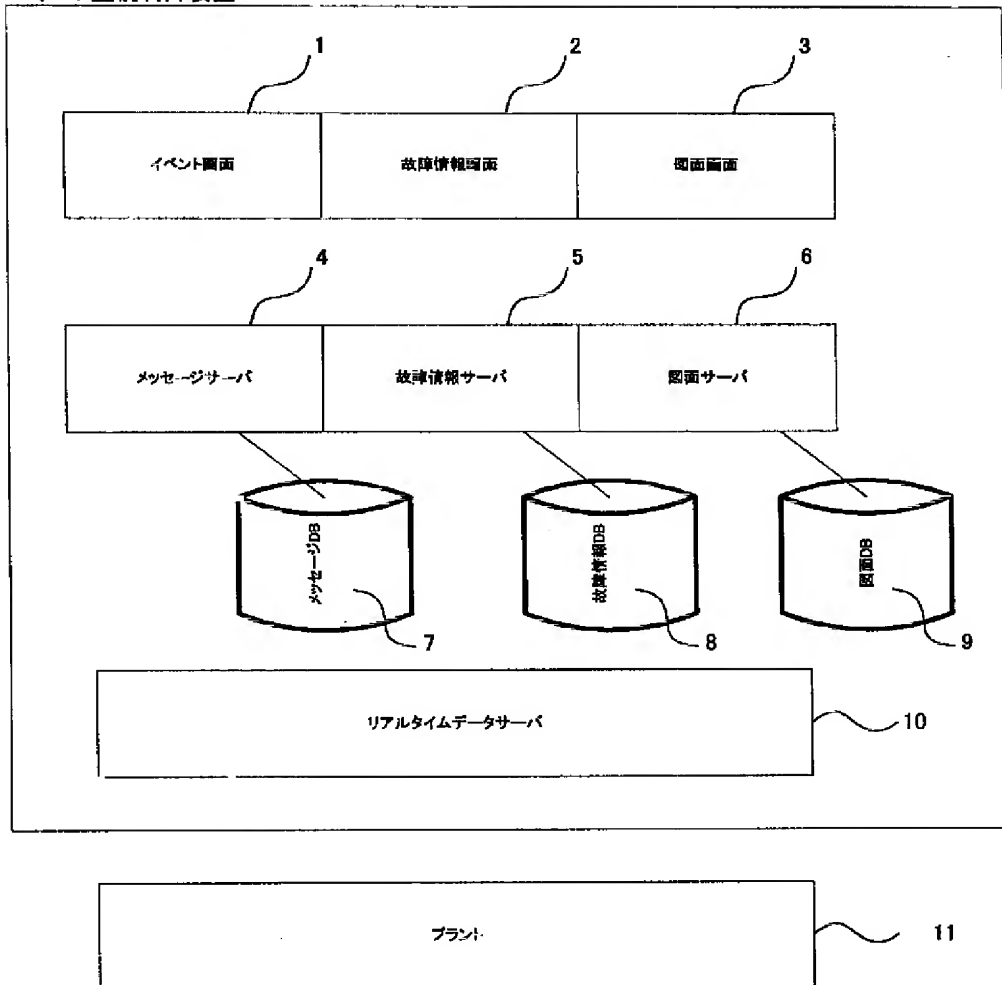 1
2
3
イベント画面
故障情報画面
図面画面
4
5
6
メッセージサーバ
故障情報サーバ
図面サーバ
メッセージDB
故障情報DB
図面DB
7
8
9
リアルタイムデータサーバ
10
プラント
11